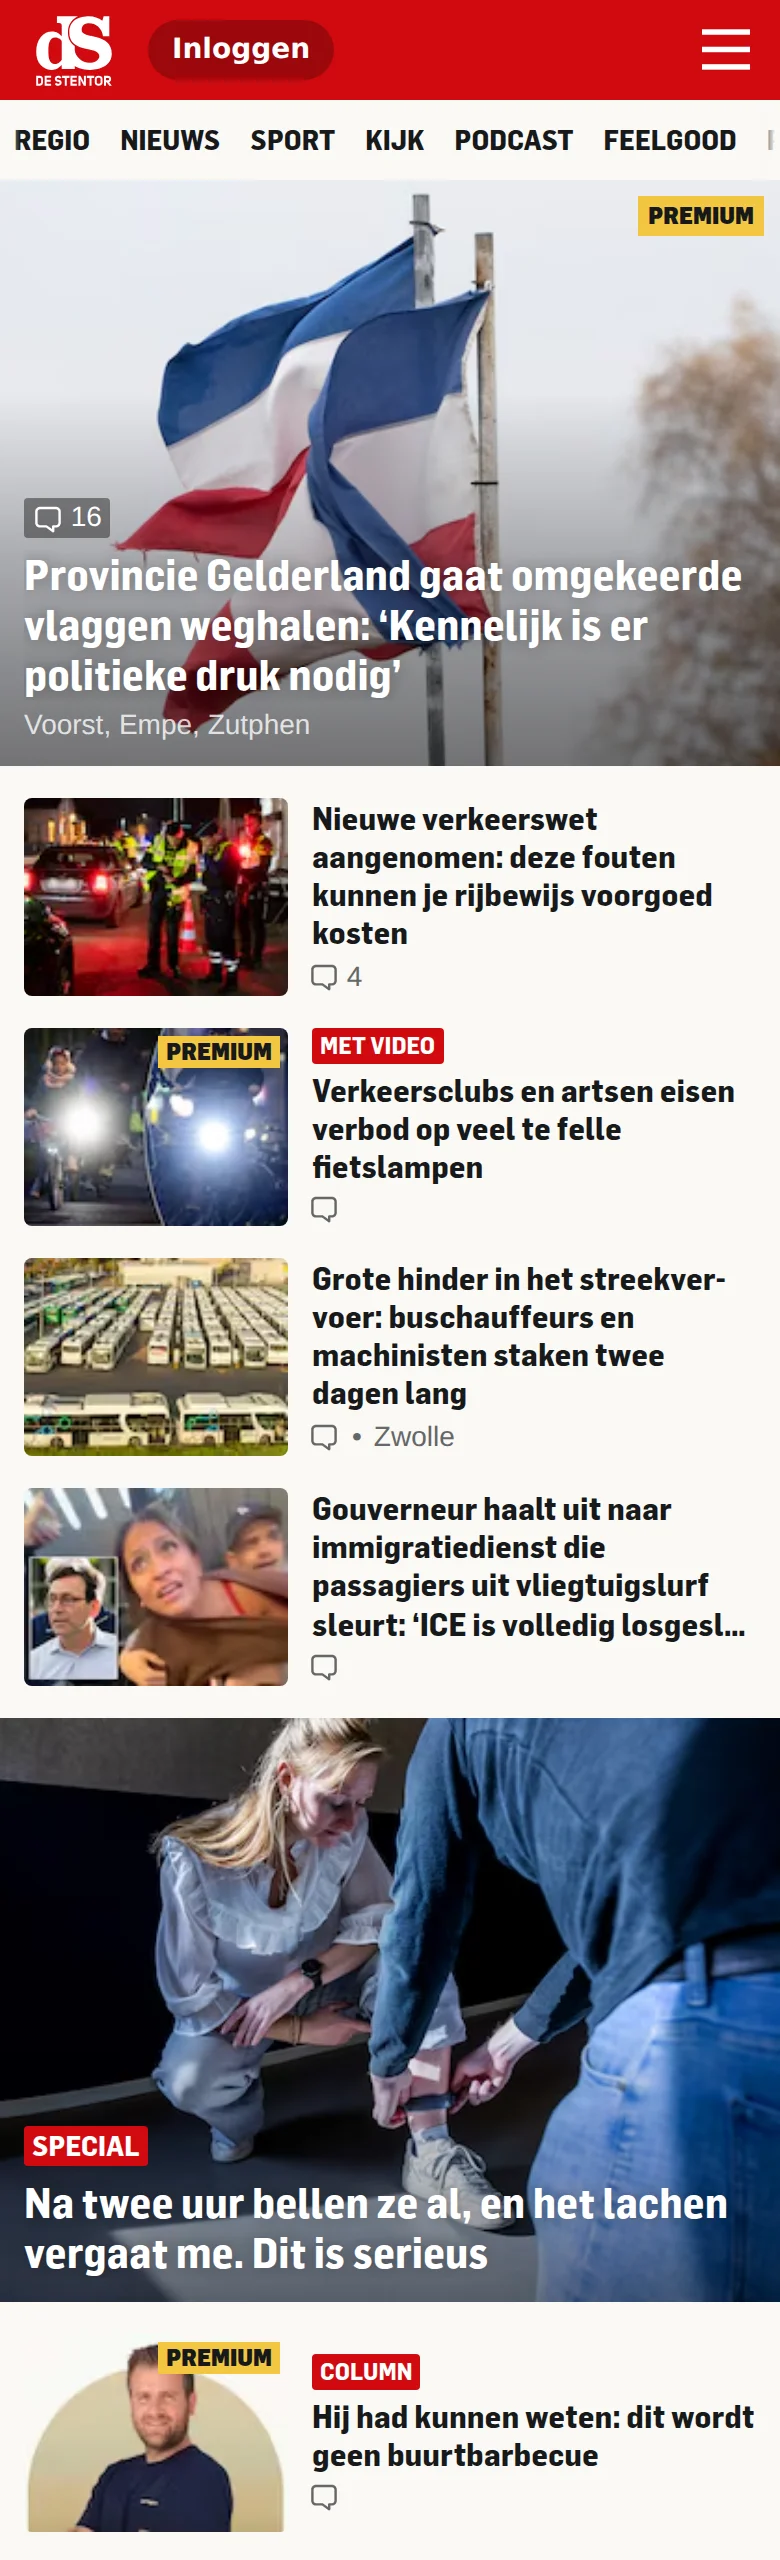 dS
DE STENTOR
Inloggen
REGIO NIEUWS SPORT KIJK PODCAST FEELGOOD
PREMIUM
16
Provincie Gelderland gaat omgekeerde
vlaggen weghalen: ‘Kennelijk is er
politieke druk nodig’
Voorst, Empe, Zutphen
Nieuwe verkeerswet
aangenomen: deze fouten
kunnen je rijbewijs voorgoed
kosten
4
PREMIUM
MET VIDEO
Verkeersclubs en artsen eisen
verbod op veel te felle
fietslampen
Grote hinder in het streekver-
voer: buschauffeurs en
machinisten staken twee
dagen lang
• Zwolle
Gouverneur haalt uit naar
immigratiedienst die
passagiers uit vliegtuigslurf
sleurt: ‘ICE is volledig losgesl...
SPECIAL
Na twee uur bellen ze al, en het lachen
vergaat me. Dit is serieus
PREMIUM
COLUMN
Hij had kunnen weten: dit wordt
geen buurtbarbecue